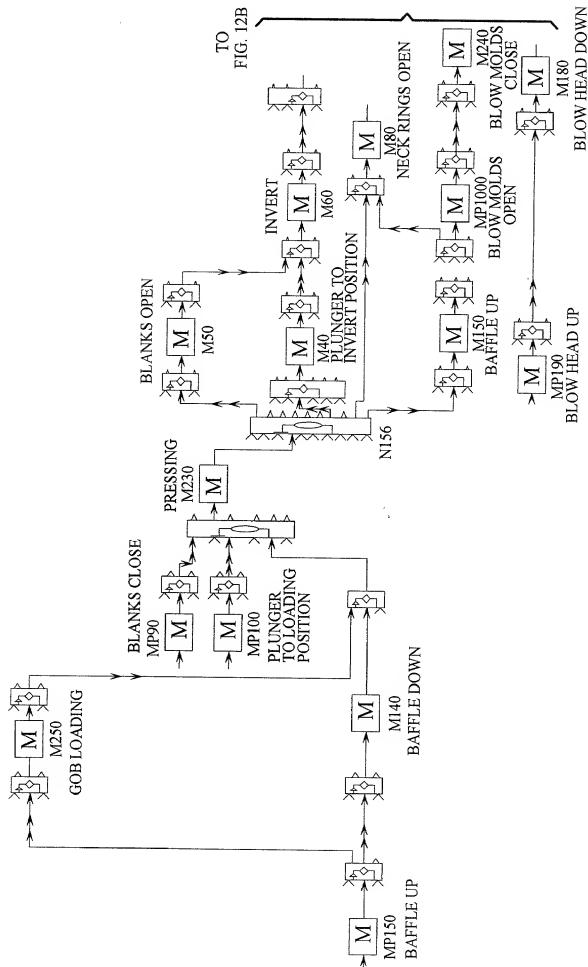 TO
FIG. 12B
BLANKS OPEN
M
M50
INVERT
M
M60
M
M40
PLUNGER TO
INVERT POSITION
M
M80
NECK RINGS OPEN
M
M240
BLOW MOLDS
CLOSE
M
MP1000
BLOW MOLDS
OPEN
M
M150
BAFFLE UP
M
M180
BLOW HEAD DOWN
M
MP190
BLOW HEAD UP
N156
PRESSING
M230
M
BLANKS CLOSE
MP90
M
M
MP100
PLUNGER
TO LOADING
POSITION
M
M250
GOB LOADING
M
M140
BAFFLE DOWN
M
MP150
BAFFLE UP